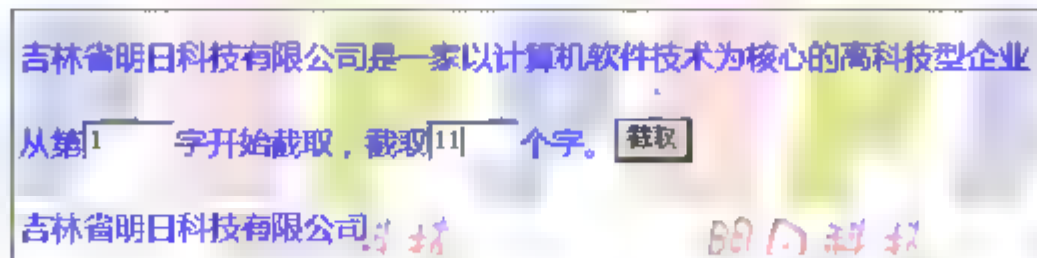 吉林省明日科技有限公司是一家以计算机软件技术为核心的高科技型企业
从第1 字开始截取，截取11 个字。 截取
吉林省明日科技有限公司